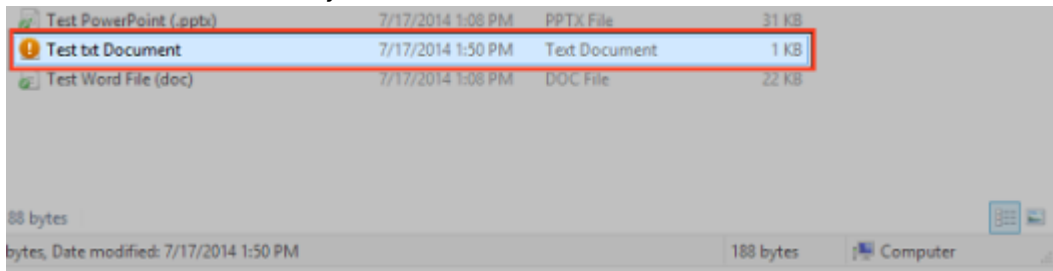 Test PowerPoint (.pptx) 7/17/2014 1:08 PM PPTX File 31 KB
Test txt Document 7/17/2014 1:50 PM Text Document 1 KB
Test Word File (doc) 7/17/2014 1:08 PM DOC File 22 KB
88 bytes
bytes, Date modified: 7/17/2014 1:50 PM 188 bytes Computer